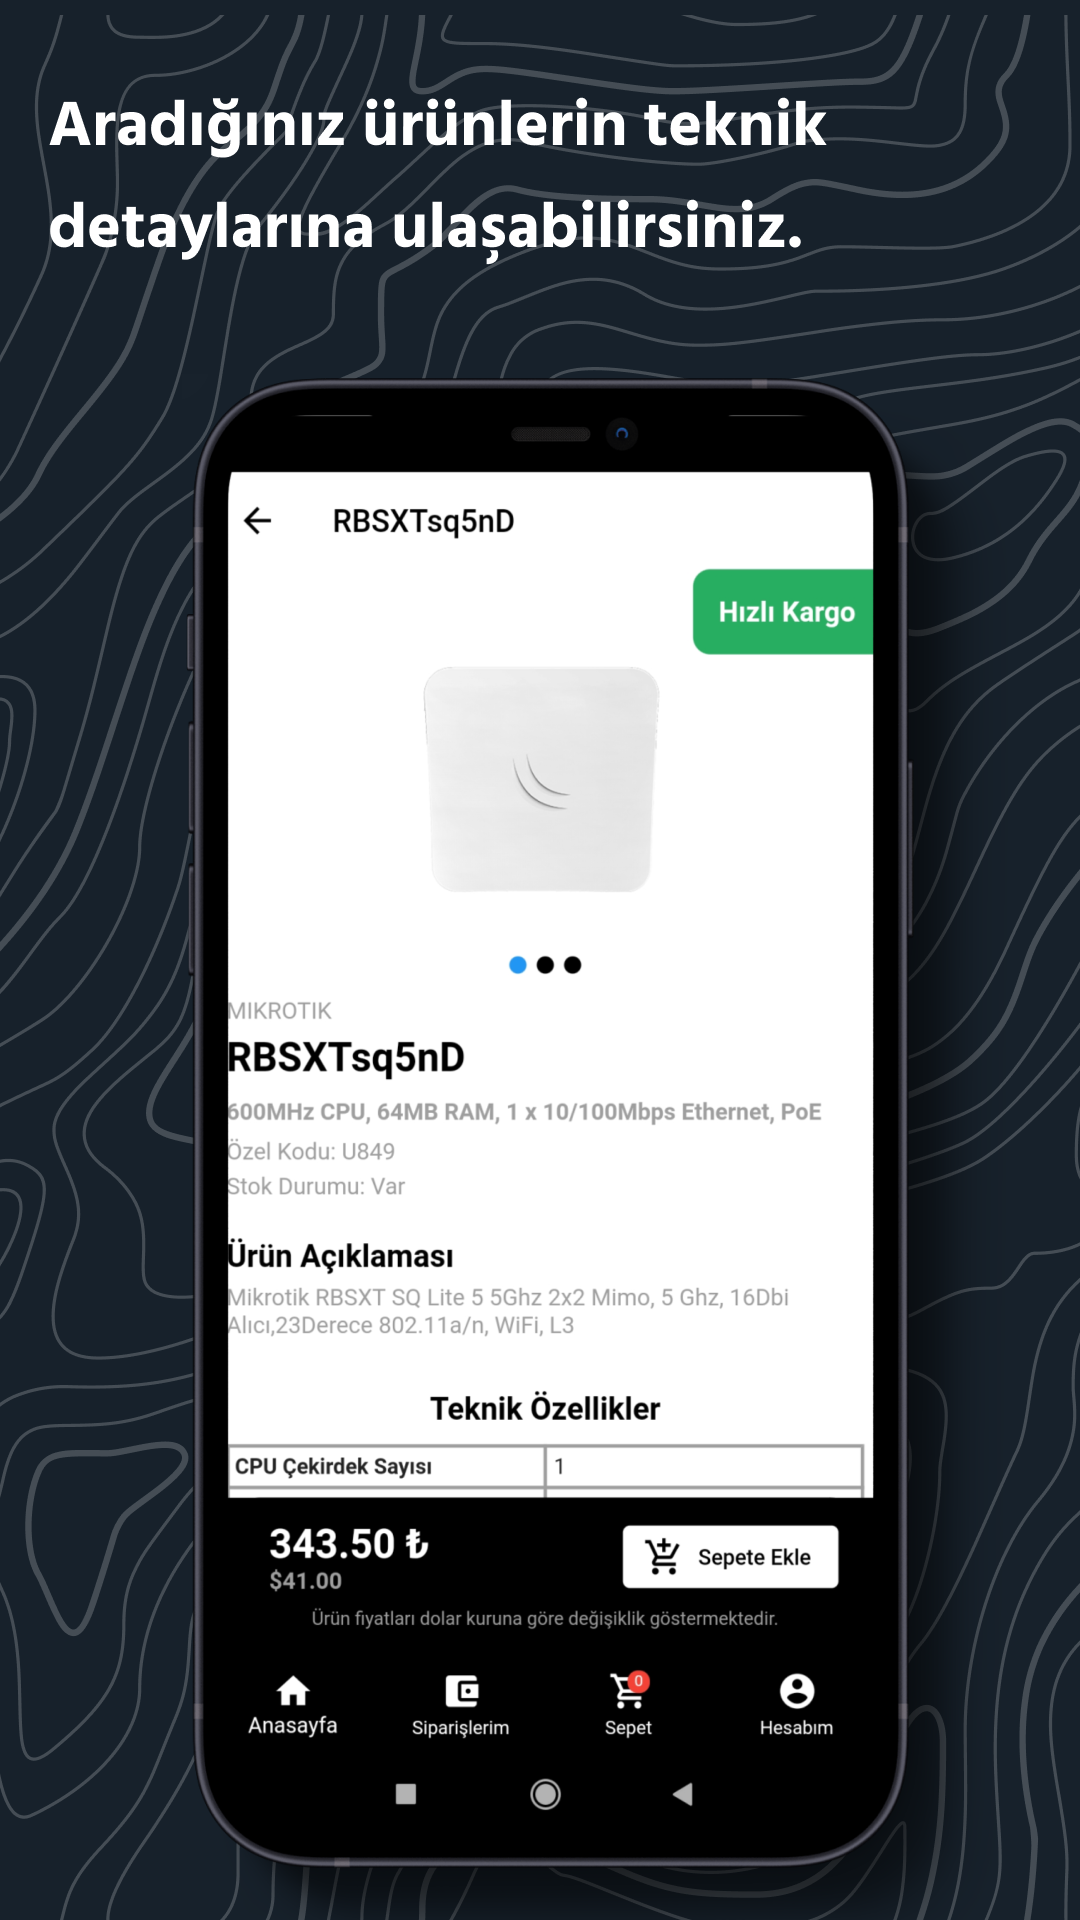 Aradığınız ürünlerin teknik
detaylarına ulaşabilirsiniz.
RBSXTsq5nD
Hızlı Kargo
MIKROTIK
RBSXTsq5nD
600MHz CPU, 64MB RAM, 1 x 10/100Mbps Ethernet, PoE
Özel Kodu: U849
Stok Durumu: Var
Ürün Açıklaması
Mikrotik RBSXT SQ Lite 5 5Ghz 2x2 Mimo, 5 Ghz, 16Dbi
Alıcı,23Derece 802.11a/n, WiFi, L3
Teknik Özellikler
CPU Çekirdek Sayısı 1
343.50 ₺
$41.00
Sepete Ekle
Ürün fiyatları dolar kuruna göre değişiklik göstermektedir.
0
Anasayfa Siparişlerim Sepet Hesabım